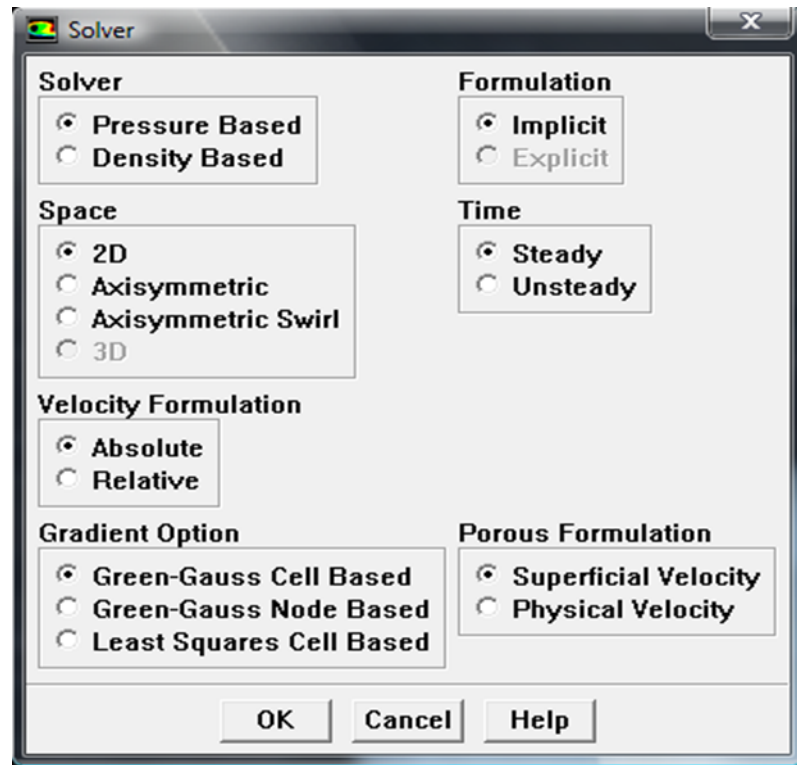 Solver
Solver
Pressure Based
Density Based
Formulation
Implicit
Explicit
Space
2D
Axisymmetric
Axisymmetric Swirl
3D
Time
Steady
Unsteady
Velocity Formulation
Absolute
Relative
Gradient Option
Green-Gauss Cell Based
Green-Gauss Node Based
Least Squares Cell Based
Porous Formulation
Superficial Velocity
Physical Velocity
OK
Cancel
Help